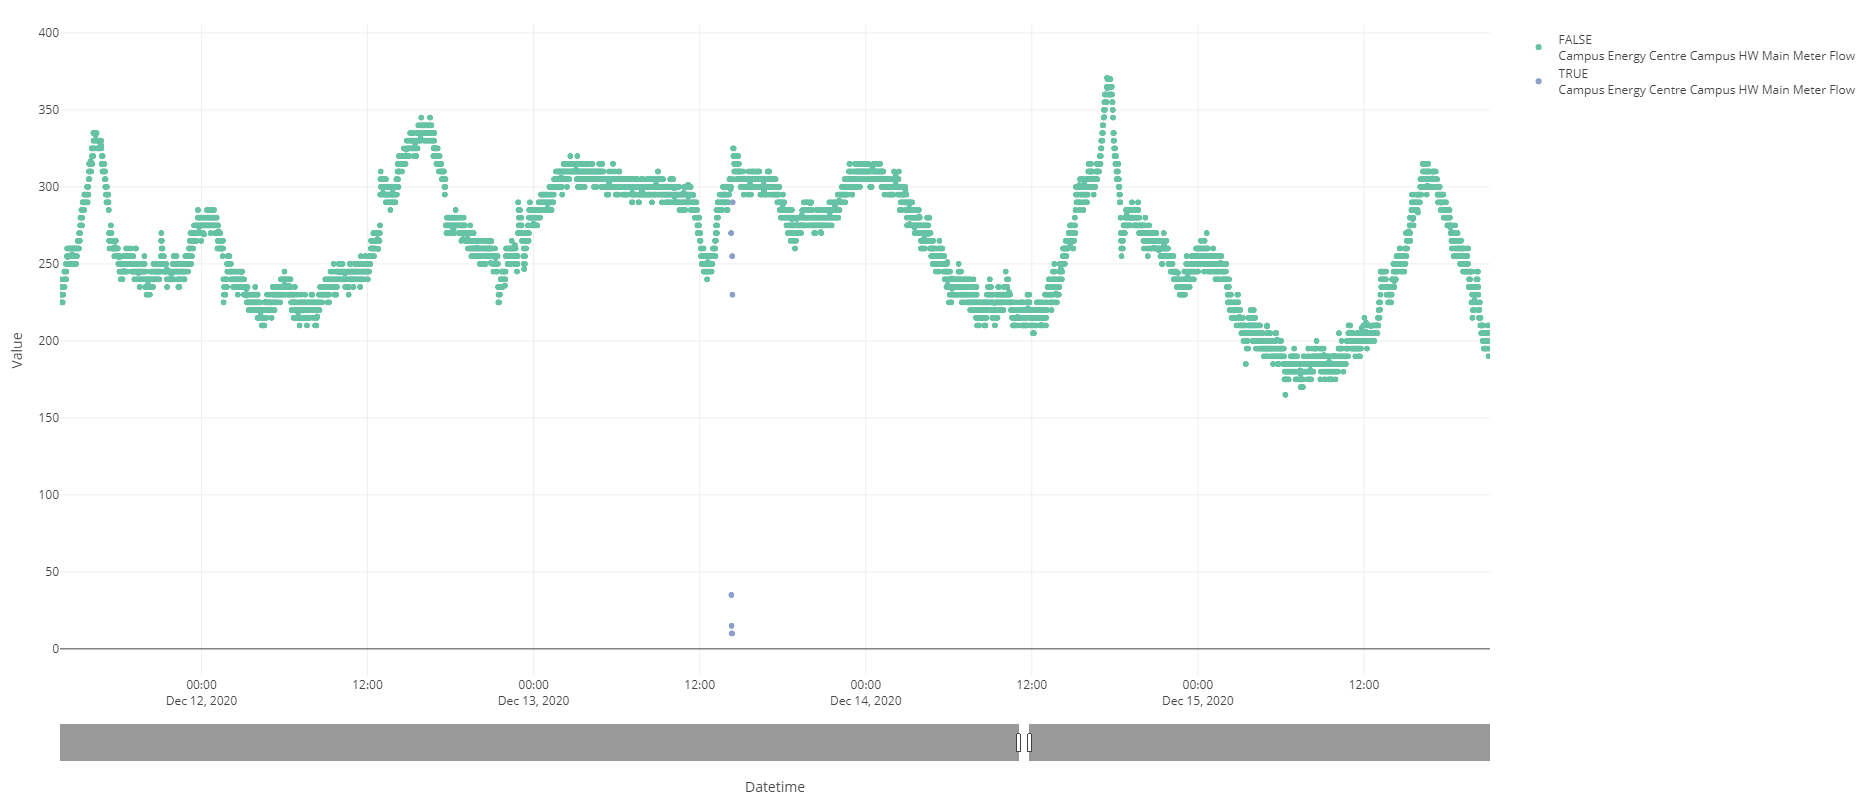 400
350
300
250
200
150
100
50
0
Value
00:00
Dec 12, 2020
12:00
00:00
Dec 13, 2020
12:00
00:00
Dec 14, 2020
12:00
00:00
Dec 15, 2020
12:00
Datetime
FALSE
Campus Energy Centre Campus HW Main Meter Flow
TRUE
Campus Energy Centre Campus HW Main Meter Flow